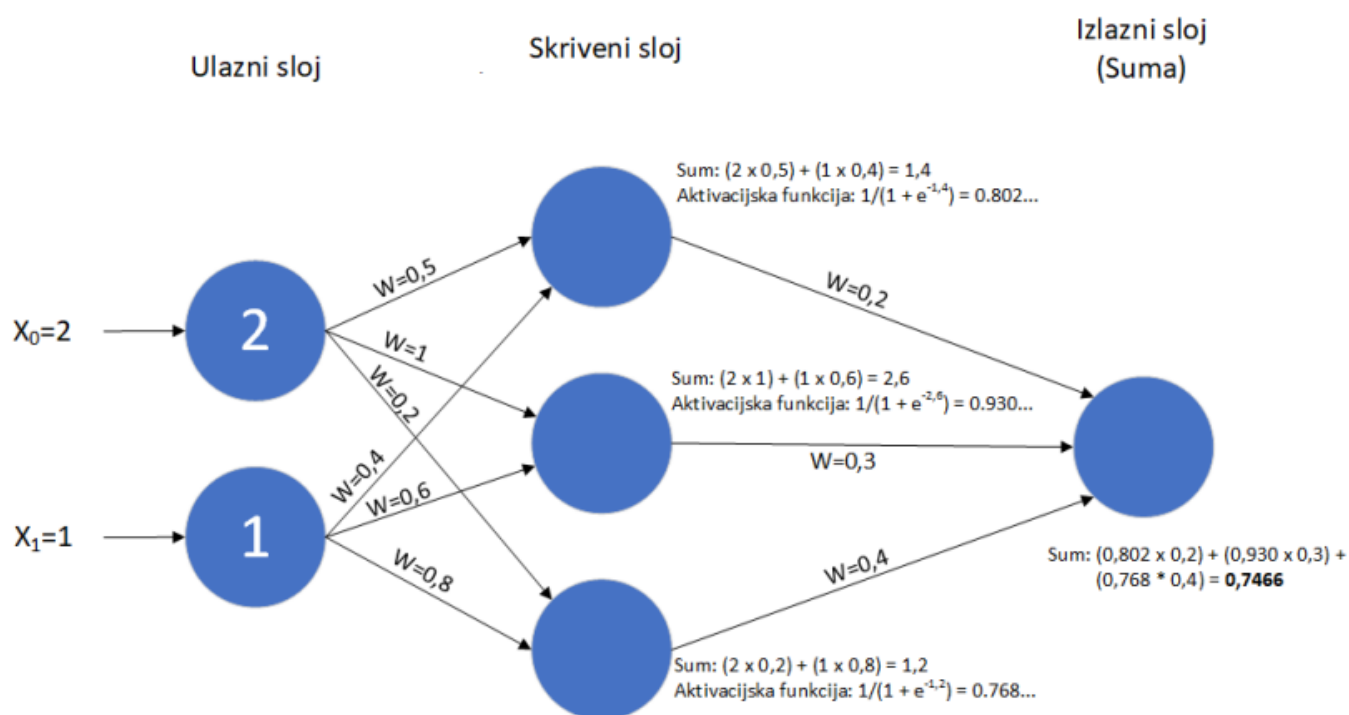 Ulazni sloj
Skriveni sloj
Izlazni sloj
(Suma)
Sum: (2 x 0,5) + (1 x 0,4) = 1,4
Aktivacijska funkcija: 1/(1 + e^-1,4) = 0.802...
W=0,5
W=0,2
X₀=2
2
W=1
W=0,2
Sum: (2 x 1) + (1 x 0,6) = 2,6
Aktivacijska funkcija: 1/(1 + e^-2,6) = 0.930...
W=0,3
W=0,4
W=0,6
X₁=1
1
W=0,8
W=0,4
Sum: (0,802 x 0,2) + (0,930 x 0,3) +
(0,768 * 0,4) = 0,7466
Sum: (2 x 0,2) + (1 x 0,8) = 1,2
Aktivacijska funkcija: 1/(1 + e^-1,2) = 0.768...